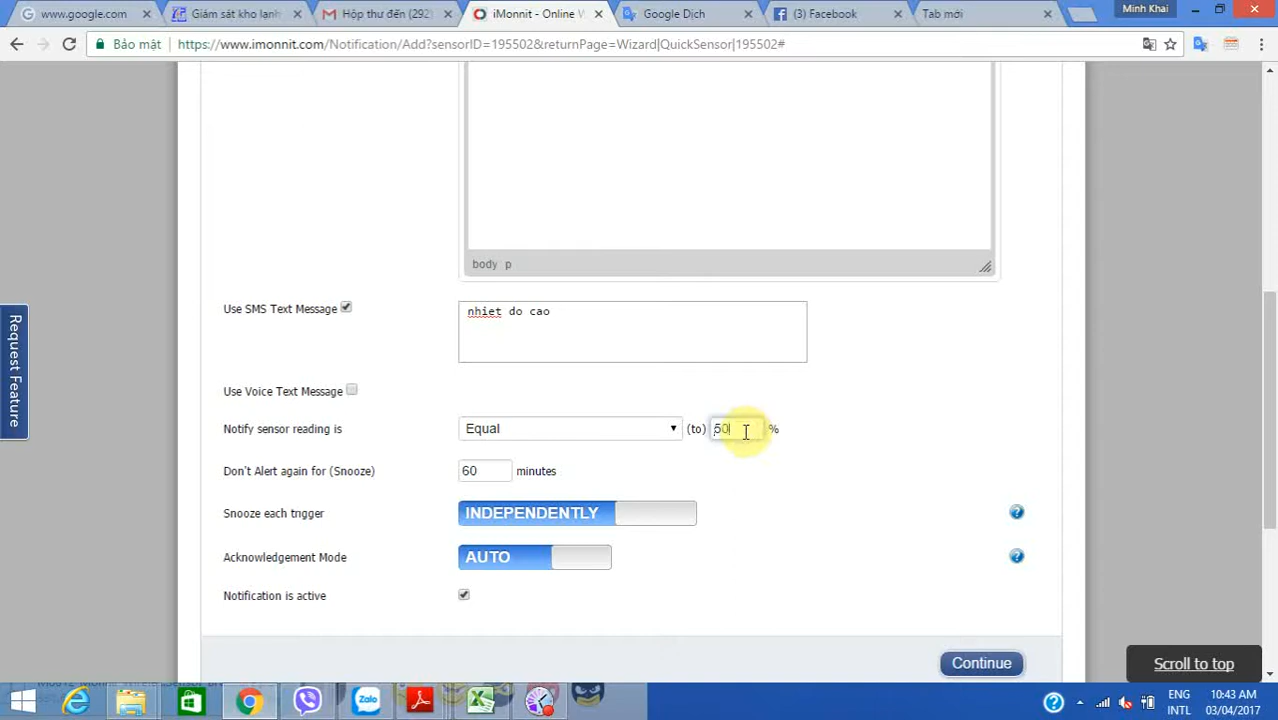 www.google.com
Giám sát kho lạnh
Hộp thư đến (292)
iMonnit - Online W
Google Dịch
(3) Facebook
Tab mới
Minh Khai
Bảo mật
https://www.imonnit.com/Notification/Add?sensorID=195502&returnPage=Wizard|QuickSensor|195502#
body p
Use SMS Text Message
nhiet do cao
Request Feature
Use Voice Text Message
Notify sensor reading is
Equal
(to)
50
%
Don't Alert again for (Snooze)
60
minutes
Snooze each trigger
INDEPENDENTLY
Acknowledgement Mode
AUTO
Notification is active
Continue
Scroll to top
Zalo
ENG
INTL
10:43 AM
03/04/2017